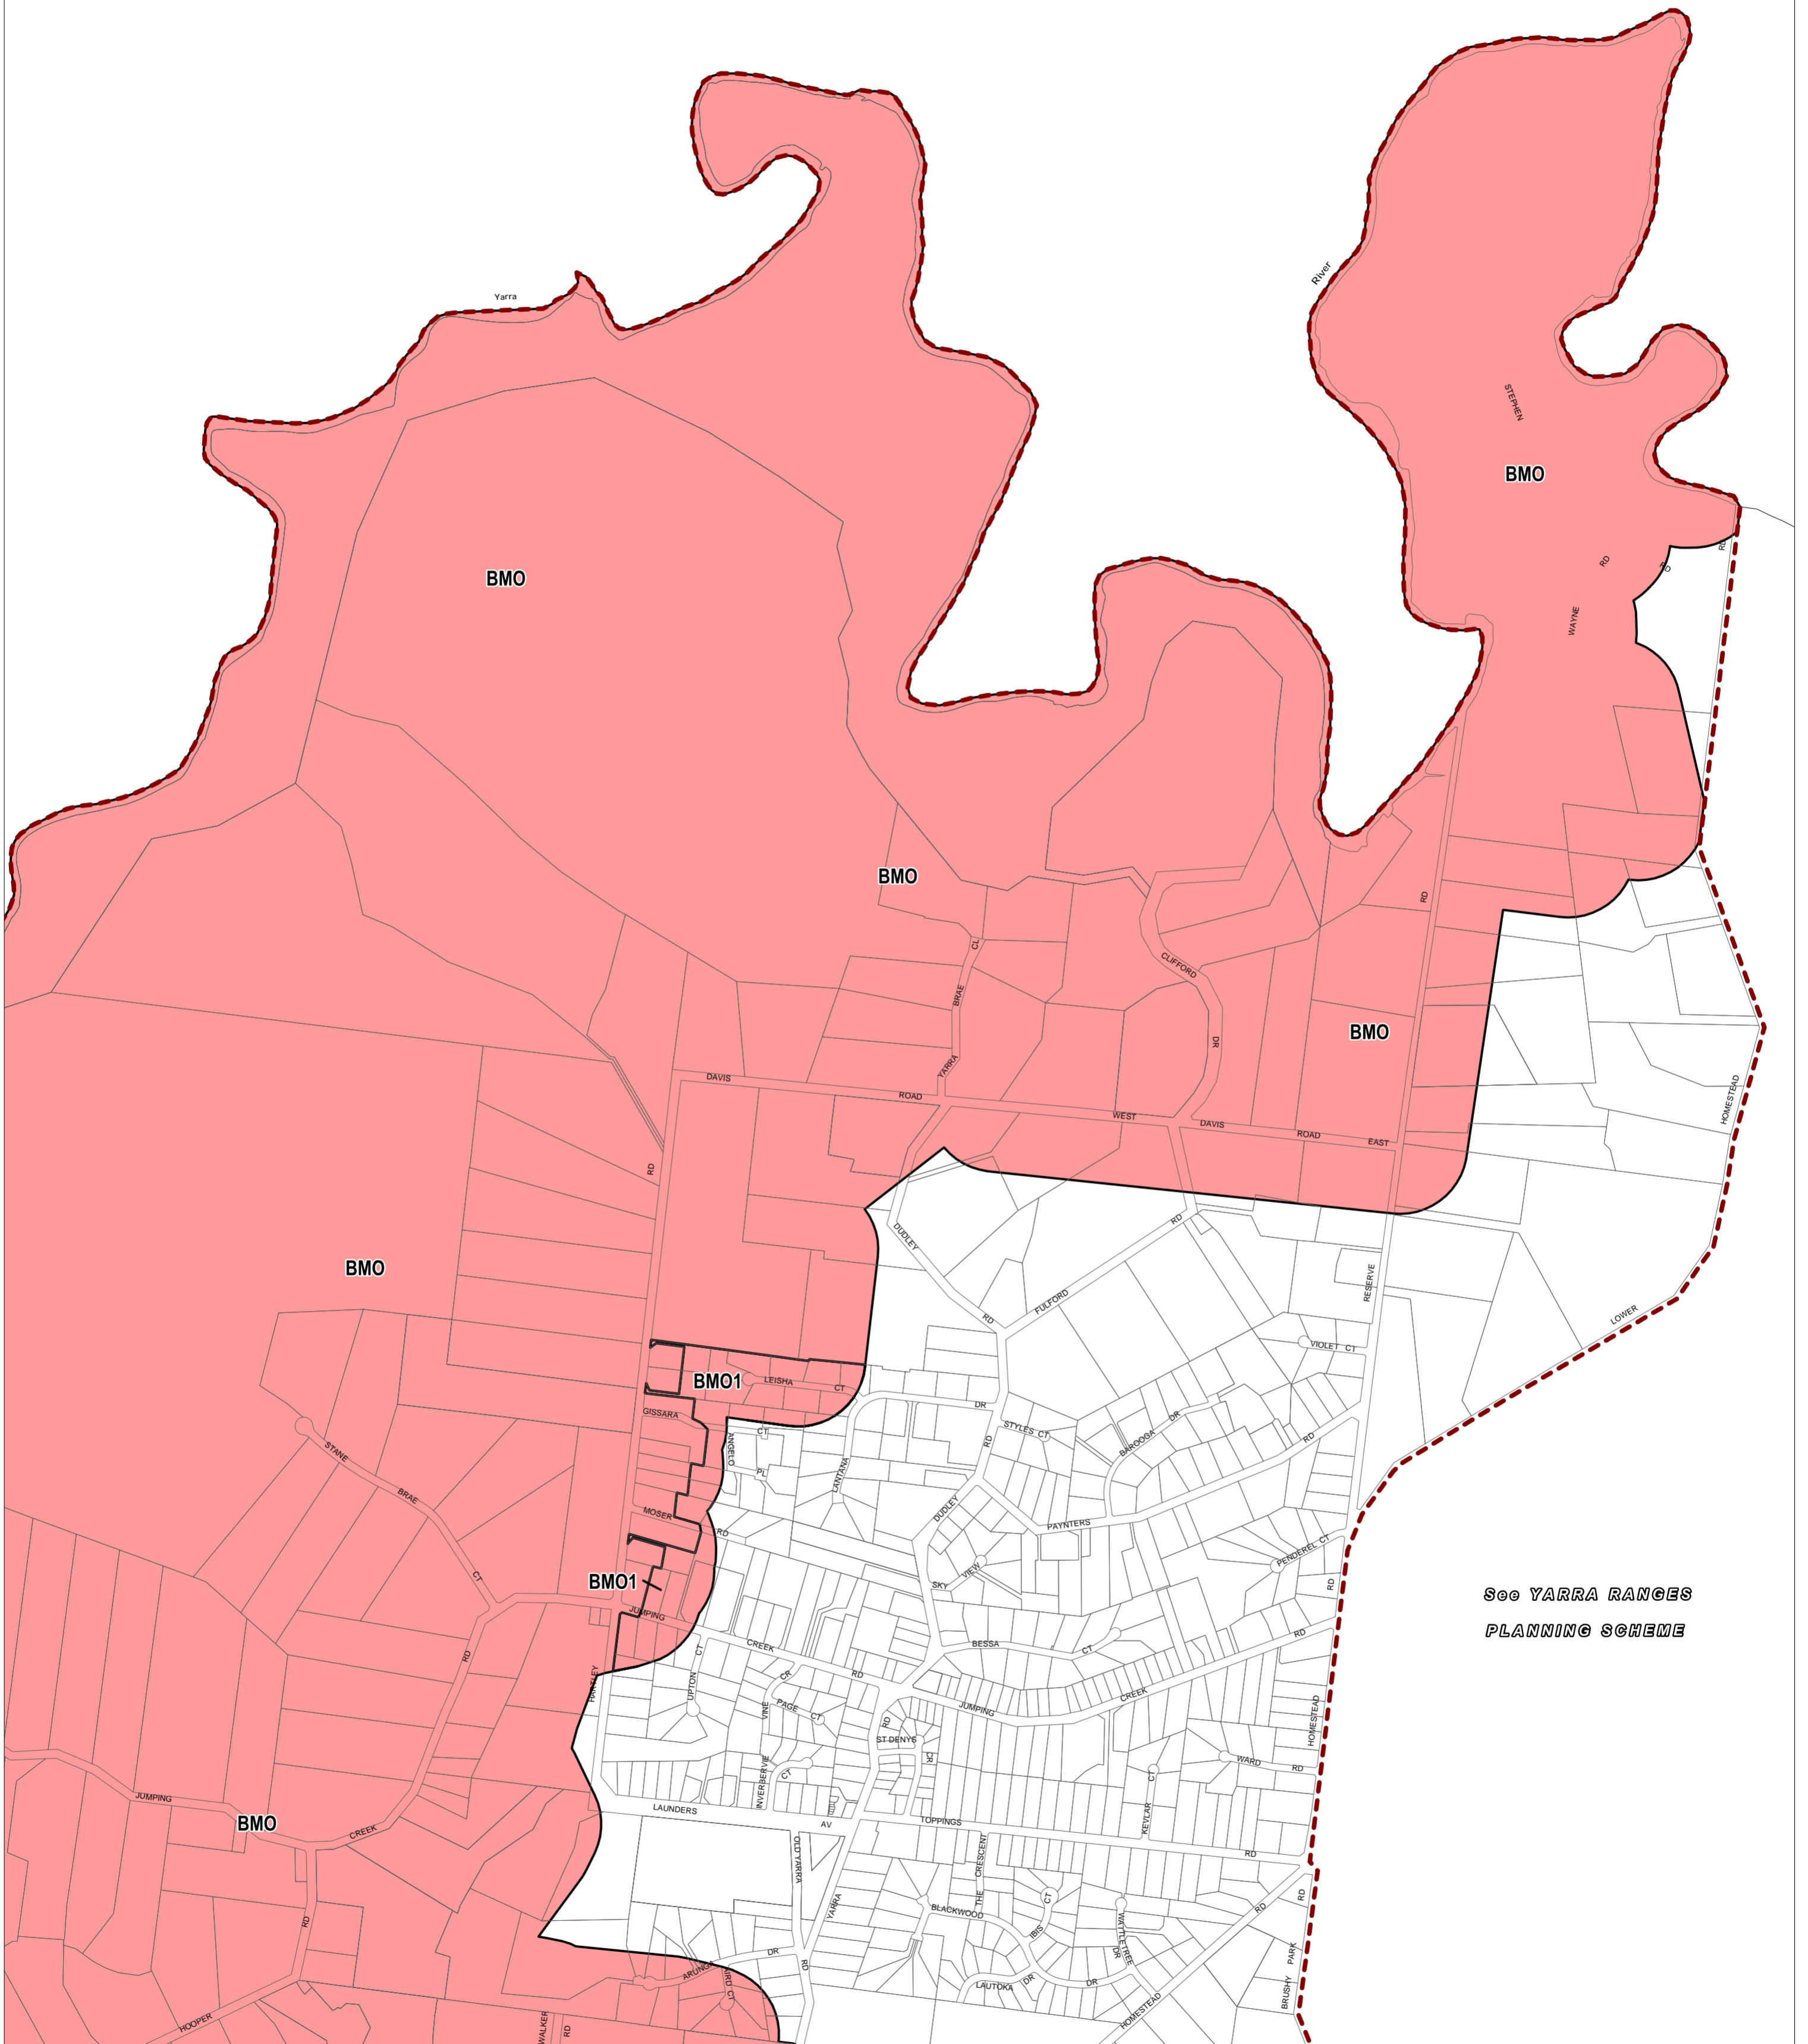 Yarra
River
STEPHEN
BMO
RD
RD
RD
WAYNE
BMO
BMO
RD
CL
CLIFFORD
BRAE
BMO
DR
YARRA
DAVIS
ROAD
WEST
DAVIS
ROAD
EAST
HOMESTEAD
RD
DUDLEY
RD
BMO
RESERVE
FULFORD
RD
LOWER
VIOLET CT
BMO1
LEISHA
CT
GISSARA
CT
DR
STYLES CT
BAROOGA
DR
RD
RD
ANGELO
PL
LANTANA
STANE
BRAE
CT
DUDLEY
MOSER
RD
PAYNTERS
PENDEREL CT
SKY
VIEW
RD
BMO1
See YARRA RANGES
PLANNING SCHEME
JUMPING
CREEK
RD
BESSA
CT
RD
RD
HARTLEY
UPTON
CT
CR
VINE
PAGE
CT
JUMPING
CREEK
HOMESTEAD
RD
ST DENYS
CR
WARD
RD
INVERBERVIE
CT
CT
KEVLAR
JUMPING
CREEK
BMO
LAUNDERS
AV
TOPPINGS
RD
OLD YARRA
THE
CRESCENT
YARRA
RD
BLACKWOOD
CT
IBIS
WATTLE TREE
DR
RD
RD
RD
DR
ARUNGA
CT
LAUTOKA
DR
DR
BRUSHY
PARK
HOMESTEAD
HOOPER
WALKER
RD